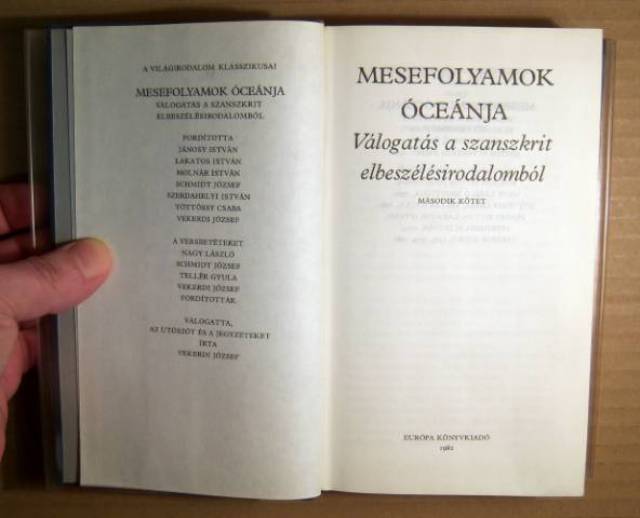 A VILÁGIRODALOM KLASSZIKUSAI
MESEFOLYAMOK ÓCEÁNJA
VÁLOGATÁS A SZANSZKRIT
ELBESZÉLÉSIRODALOMBÓL
FORDÍTOTTA
JÁNOSY ISTVÁN
LAKATOS ISTVÁN
MOLNÁR ISTVÁN
SCHMIDT JÓZSEF
SZERDAHELYI ISTVÁN
TÖTTÖSSY CSABA
VEKERDI JÓZSEF
A VERSBETÉTEKET
NAGY LÁSZLÓ
SCHMIDT JÓZSEF
TELLÉR GYULA
VEKERDI JÓZSEF
FORDÍTOTTÁK
VÁLOGATTA,
AZ UTÓSZÓT ÉS A JEGYZETEKET
ÍRTA
VEKERDI JÓZSEF
MESEFOLYAMOK
ÓCEÁNJA
Válogatás a szanszkrit
elbeszélésirodalomból
MÁSODIK KÖTET
EURÓPA KÖNYVKIADÓ
1982